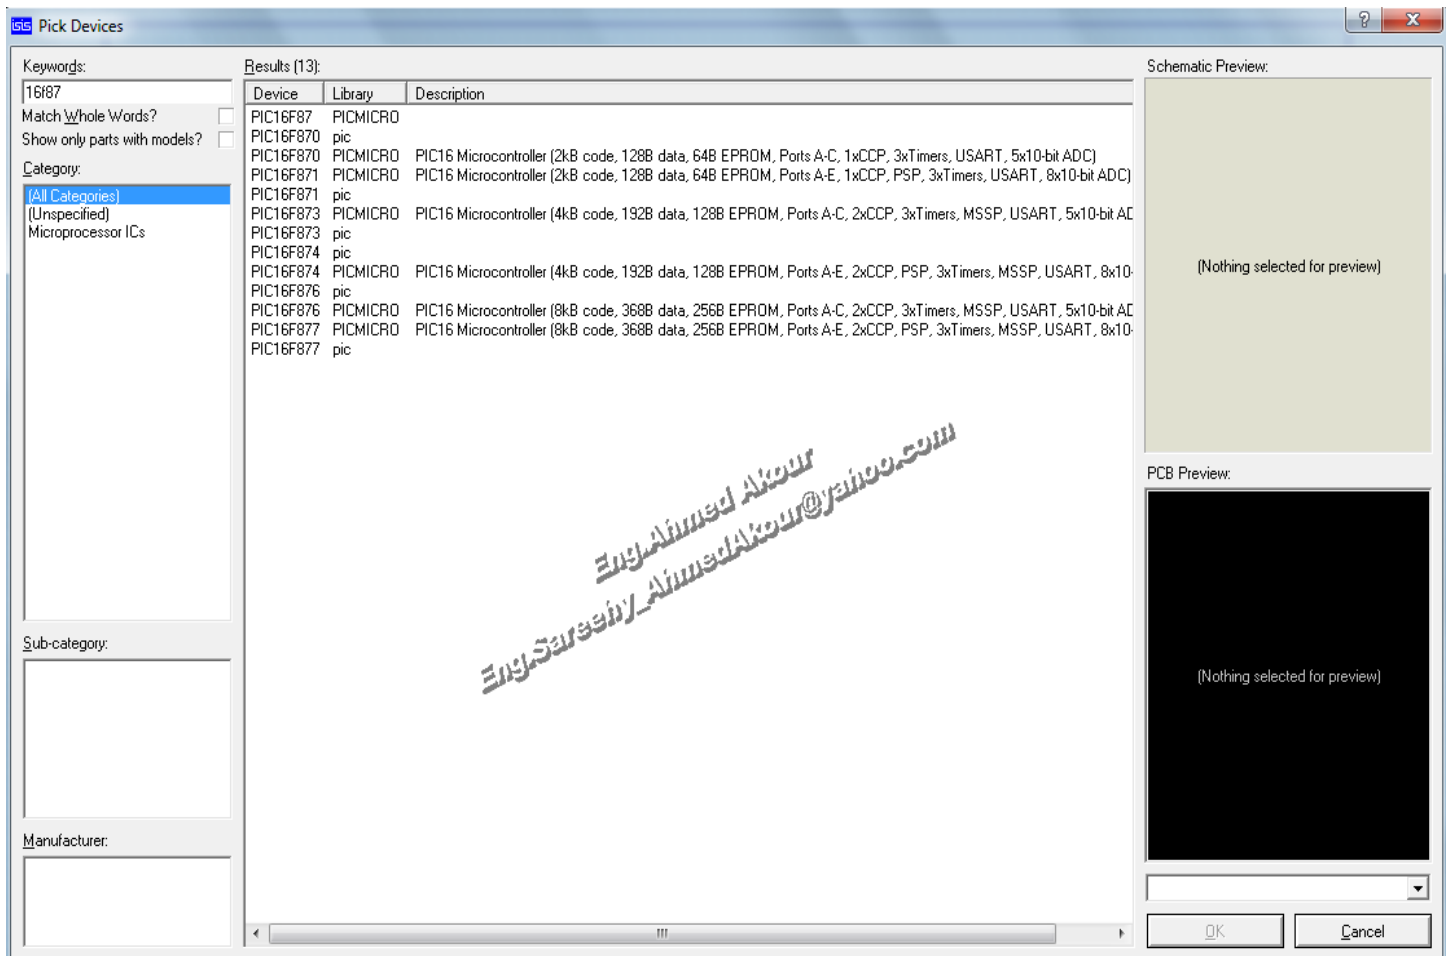 isis Pick Devices
Keywords:
16f87
Match Whole Words?
Show only parts with models?
Category:
(All Categories)
(Unspecified)
Microprocessor ICs
Sub-category:
Manufacturer:
Results (13):
Device Library Description
PIC16F87 PICMICRO
PIC16F870 pic
PIC16F870 PICMICRO PIC16 Microcontroller (2kB code, 128B data, 64B EPROM, Ports A-C, 1xCCP, 3xTimers, USART, 5x10-bit ADC)
PIC16F871 PICMICRO PIC16 Microcontroller (2kB code, 128B data, 64B EPROM, Ports A-E, 1xCCP, PSP, 3xTimers, USART, 8x10-bit ADC)
PIC16F871 pic
PIC16F873 PICMICRO PIC16 Microcontroller (4kB code, 192B data, 128B EPROM, Ports A-C, 2xCCP, 3xTimers, MSSP, USART, 5x10-bit AD
PIC16F873 pic
PIC16F874 pic
PIC16F874 PICMICRO PIC16 Microcontroller (4kB code, 192B data, 128B EPROM, Ports A-E, 2xCCP, PSP, 3xTimers, MSSP, USART, 8x10-
PIC16F876 pic
PIC16F876 PICMICRO PIC16 Microcontroller (8kB code, 368B data, 256B EPROM, Ports A-C, 2xCCP, 3xTimers, MSSP, USART, 5x10-bit AD
PIC16F877 PICMICRO PIC16 Microcontroller (8kB code, 368B data, 256B EPROM, Ports A-E, 2xCCP, PSP, 3xTimers, MSSP, USART, 8x10-
PIC16F877 pic
Eng.Ahmed Akour
Eng.Sareehy_AhmedAkour@yahoo.com
Schematic Preview:
(Nothing selected for preview)
PCB Preview:
(Nothing selected for preview)
OK Cancel